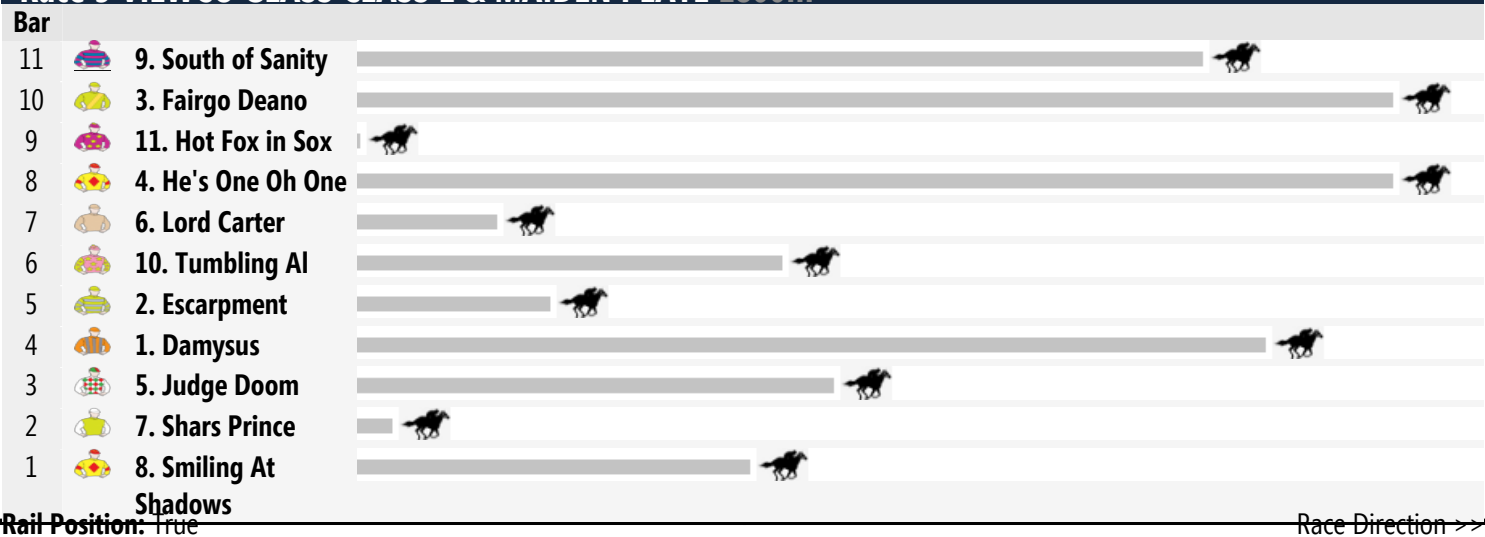 Bar
11 9. South of Sanity
10 3. Fairgo Deano
9 11. Hot Fox in Sox
8 4. He's One Oh One
7 6. Lord Carter
6 10. Tumbling Al
5 2. Escarpment
4 1. Damysus
3 5. Judge Doom
2 7. Shars Prince
1 8. Smiling At
Shadows
Rail Position: True Race Direction >>